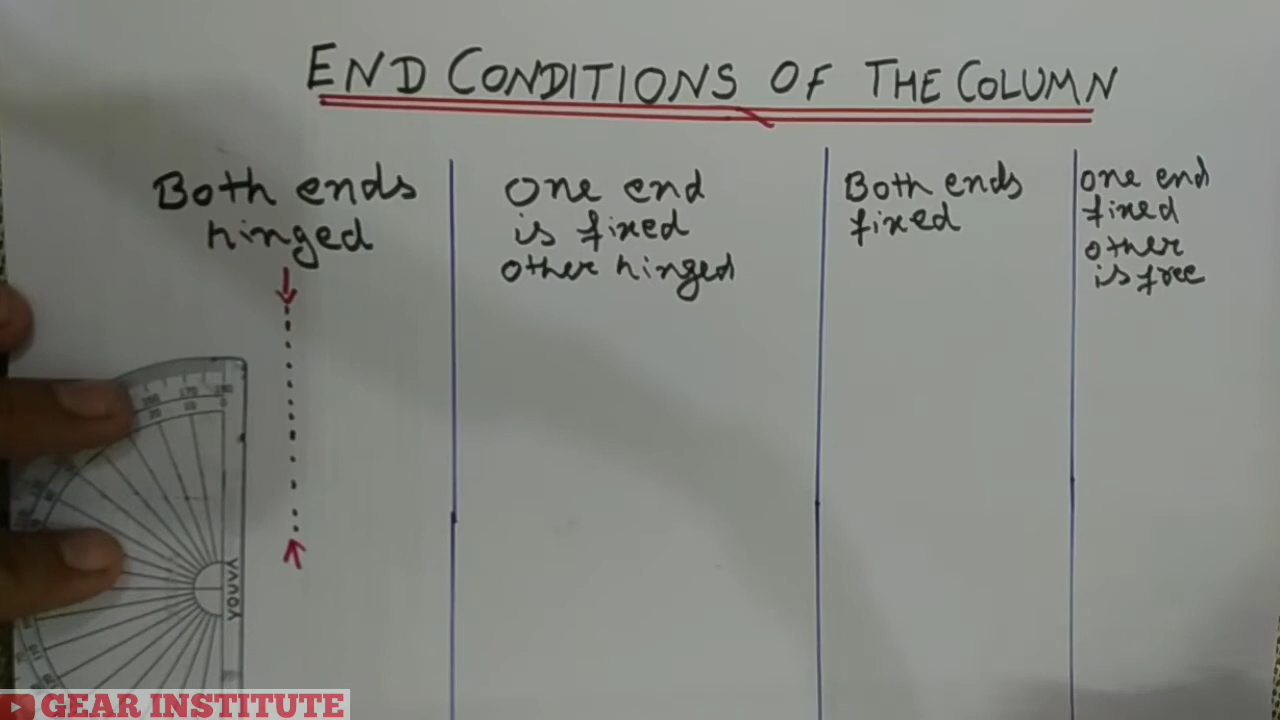 END CONDITIONS OF THE COLUMN
Both ends
hinged
One end
is fixed
other hinged
Both ends
fixed
One end
fixed
other
is free
YOUVA
GEAR INSTITUTE